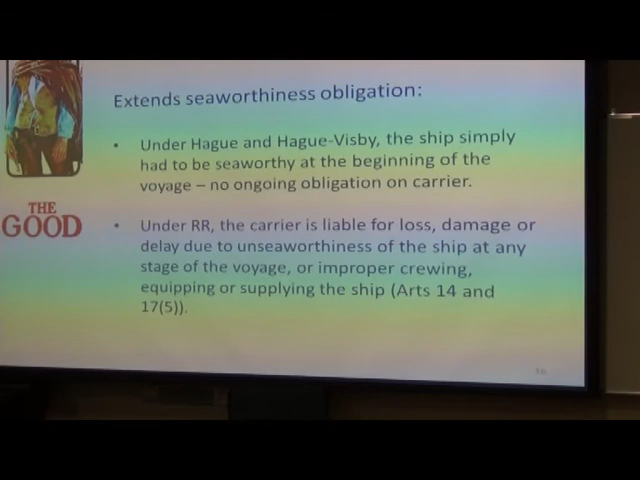 Extends seaworthiness obligation:
• Under Hague and Hague-Visby, the ship simply
had to be seaworthy at the beginning of the
voyage – no ongoing obligation on carrier.
THE
GOOD
• Under RR, the carrier is liable for loss, damage or
delay due to unseaworthiness of the ship at any
stage of the voyage, or improper crewing,
equipping or supplying the ship (Arts 14 and
17(5)).